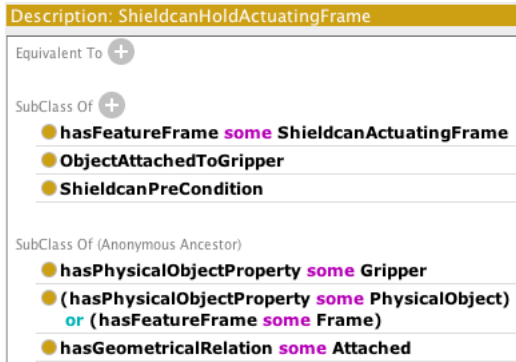 Description: ShieldcanHoldActuatingFrame
Equivalent To
SubClass Of
hasFeatureFrame some ShieldcanActuatingFrame
ObjectAttachedToGripper
ShieldcanPreCondition
SubClass Of (Anonymous Ancestor)
hasPhysicalObjectProperty some Gripper
(hasPhysicalObjectProperty some PhysicalObject)
or (hasFeatureFrame some Frame)
hasGeometricalRelation some Attached